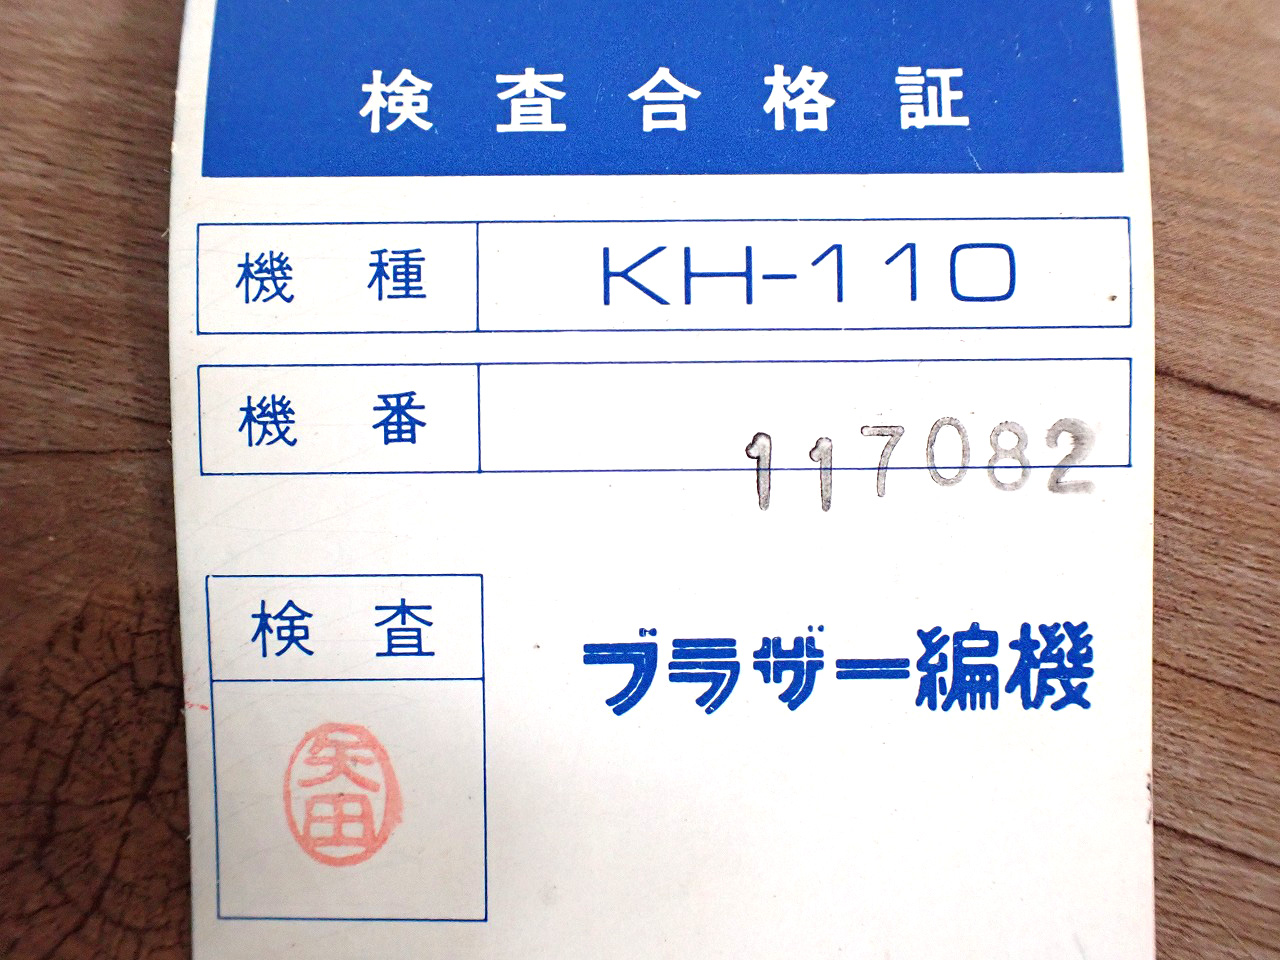 検査合格証
機種 KH-110
機番 117082
検査
ブラザー編機
矢田